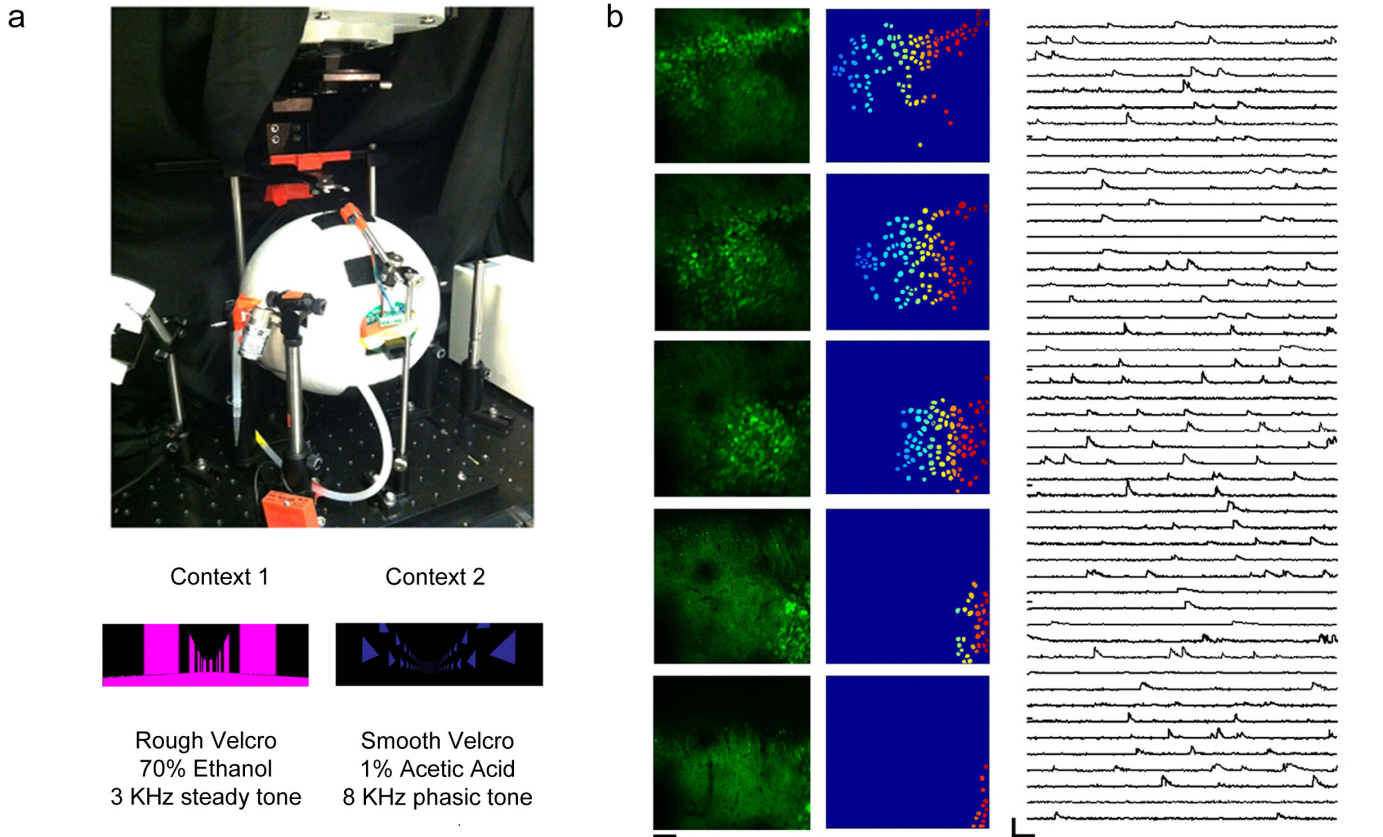 a
b
Context 1
Context 2
Rough Velcro
70% Ethanol
3 KHz steady tone
Smooth Velcro
1% Acetic Acid
8 KHz phasic tone